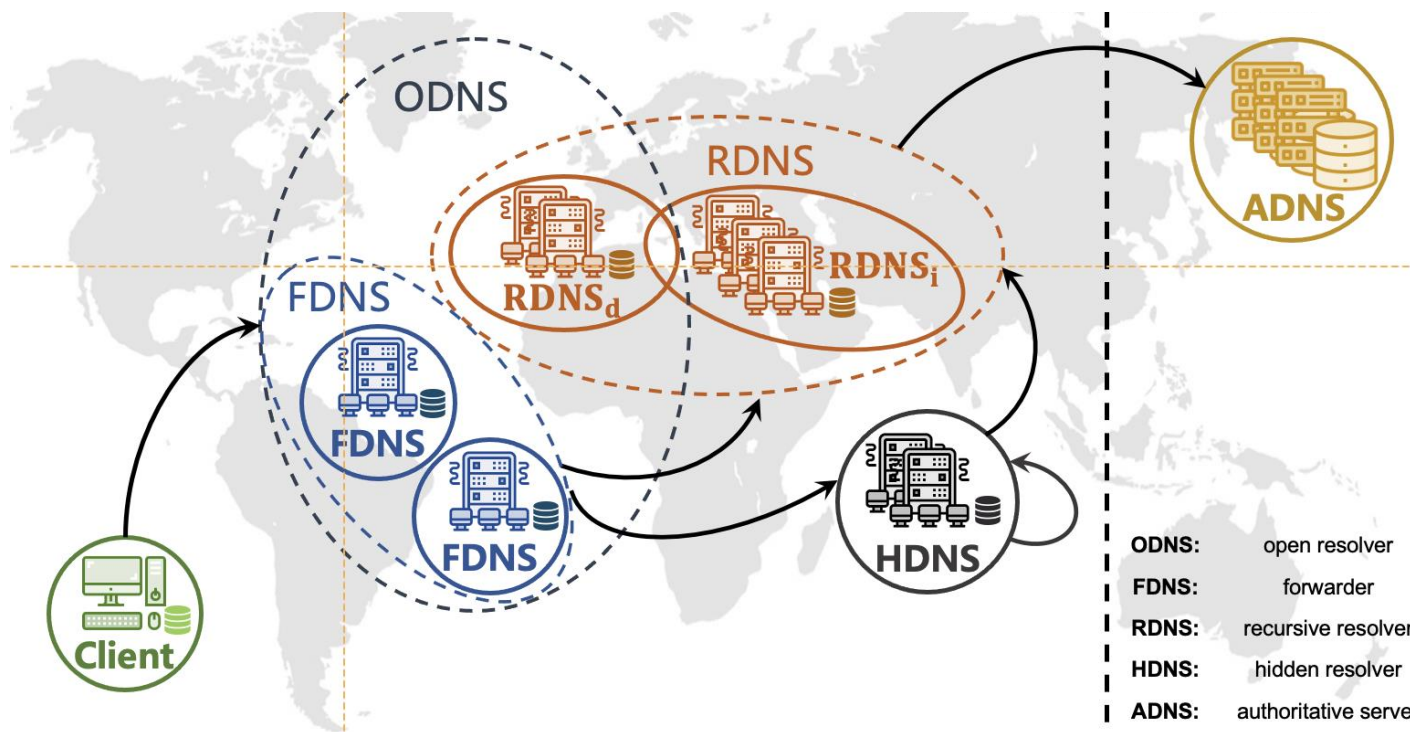 ODNS
RDNS
ADNS
RDNSi
RDNSd
FDNS
FDNS
FDNS
HDNS
Client
ODNS: open resolver
FDNS: forwarder
RDNS: recursive resolver
HDNS: hidden resolver
ADNS: authoritative serve